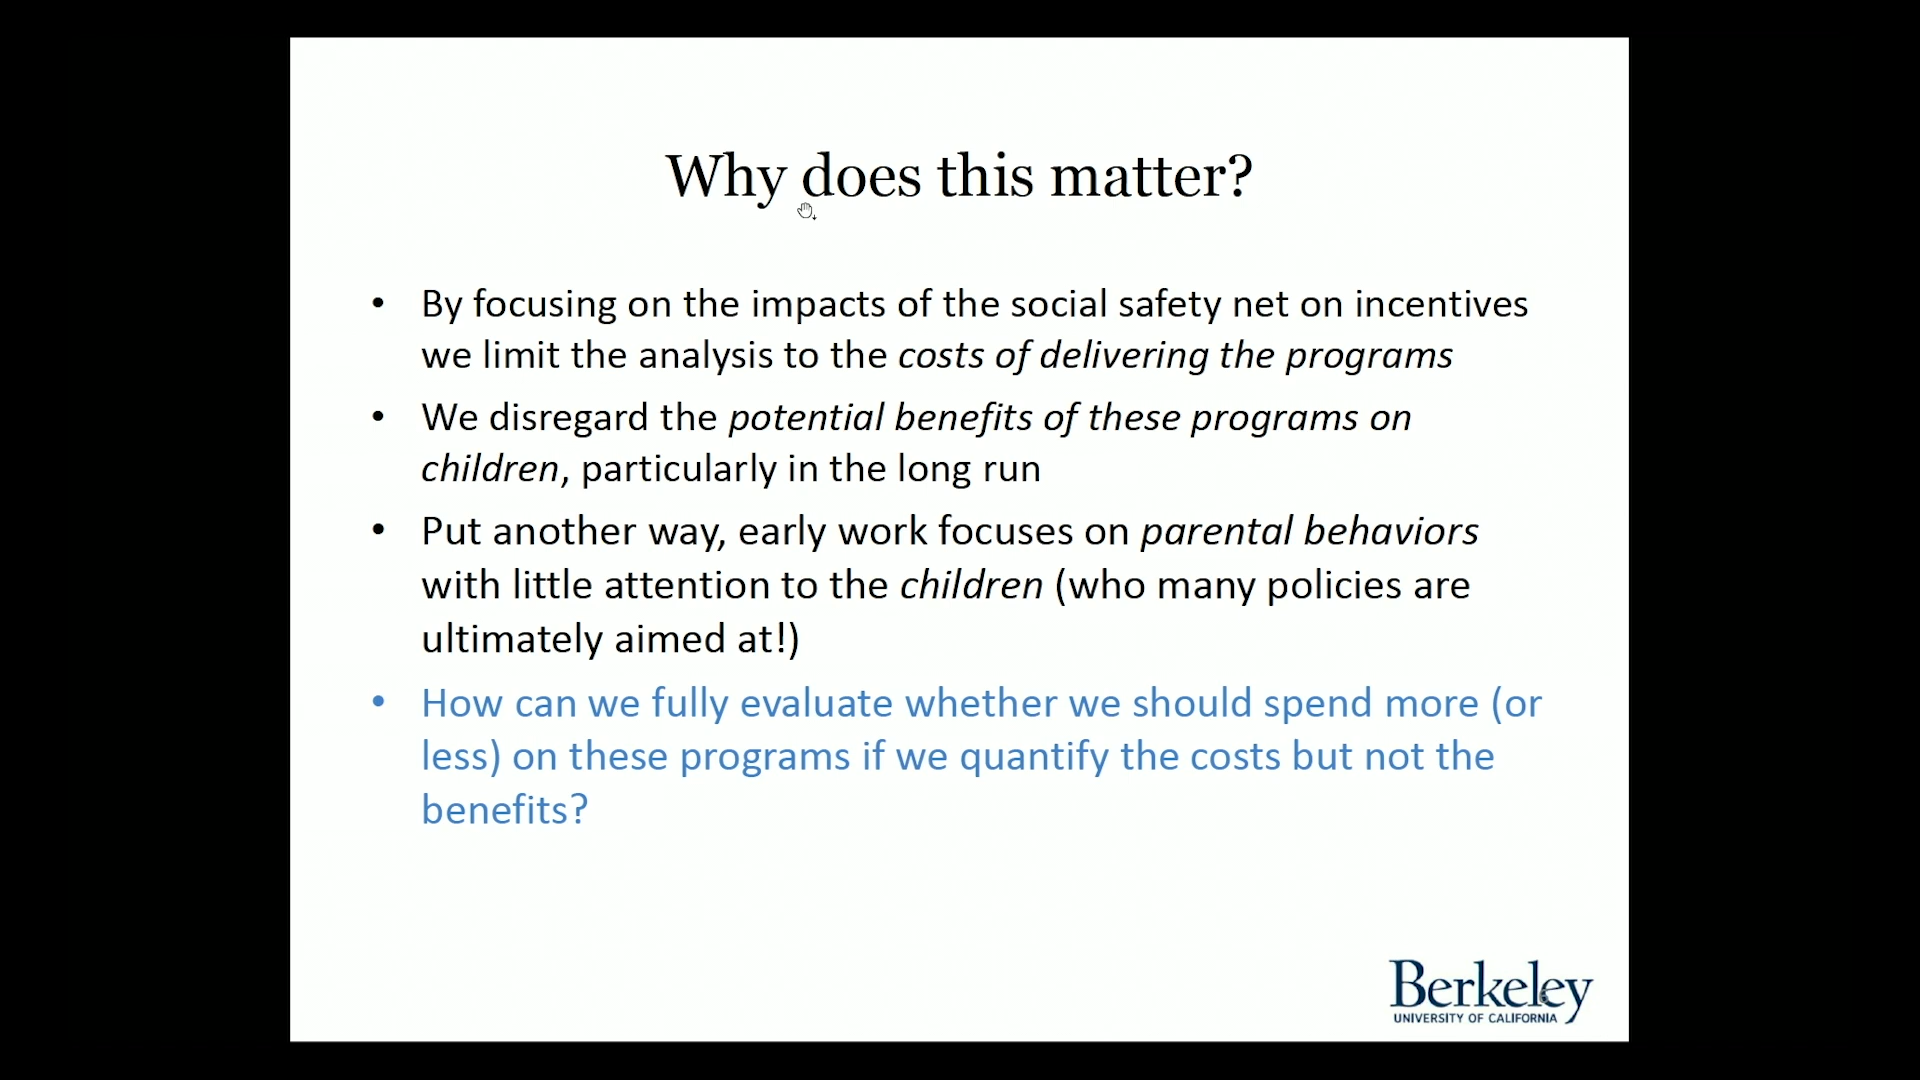 Why does this matter?
• By focusing on the impacts of the social safety net on incentives
we limit the analysis to the costs of delivering the programs
• We disregard the potential benefits of these programs on
children, particularly in the long run
• Put another way, early work focuses on parental behaviors
with little attention to the children (who many policies are
ultimately aimed at!)
• How can we fully evaluate whether we should spend more (or
less) on these programs if we quantify the costs but not the
benefits?
Berkeley
UNIVERSITY OF CALIFORNIA